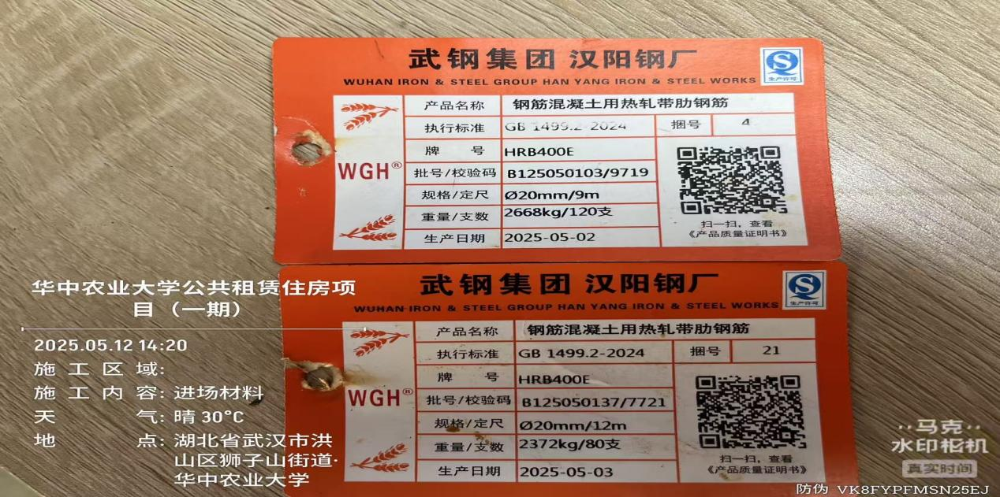 武钢集团 汉阳钢厂
WUHAN IRON & STEEL GROUP HAN YANG IRON & STEEL WORKS
生产许可
产品名称 钢筋混凝土用热轧带肋钢筋
执行标准 GB 1499.2-2024 捆号 4
牌 号 HRB400E
WGH®
批号/校验码 B125050103/9719
规格/定尺 Ø20mm/9m
重量/支数 2668kg/120支
生产日期 2025-05-02
扫一扫，查看
《产品质量证明书》
武钢集团 汉阳钢厂
WUHAN IRON & STEEL GROUP HAN YANG IRON & STEEL WORKS
生产许可
产品名称 钢筋混凝土用热轧带肋钢筋
执行标准 GB 1499.2-2024 捆号 21
牌 号 HRB400E
WGH®
批号/校验码 B125050137/7721
规格/定尺 Ø20mm/12m
重量/支数 2372kg/80支
生产日期 2025-05-03
扫一扫，查看
《产品质量证明书》
华中农业大学公共租赁住房项
目（一期）
2025.05.12 14:20
施工区域:
施工内容: 进场材料
天 气: 晴 30°C
地 点: 湖北省武汉市洪
山区狮子山街道·
华中农业大学
马克
水印相机
真实时间
防伪 VK8FYPFMSN25EJ